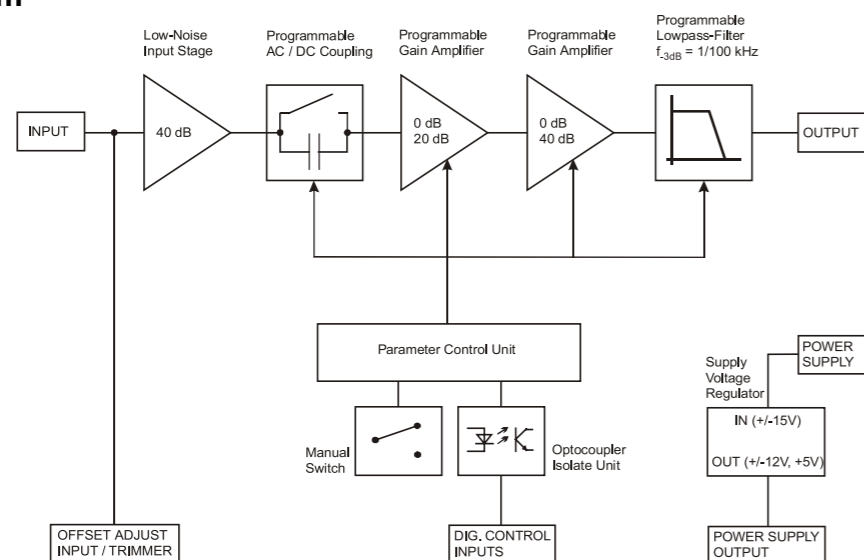 Low-Noise
Input Stage
Programmable
AC / DC Coupling
Programmable
Gain Amplifier
Programmable
Gain Amplifier
Programmable
Lowpass-Filter
f-3dB = 1/100 kHz
INPUT
40 dB
0 dB
20 dB
0 dB
40 dB
OUTPUT
Parameter Control Unit
Manual
Switch
Optocoupler
Isolate Unit
Supply
Voltage
Regulator
POWER
SUPPLY
IN (+/-15V)
OUT (+/-12V, +5V)
OFFSET ADJUST
INPUT / TRIMMER
DIG. CONTROL
INPUTS
POWER SUPPLY
OUTPUT